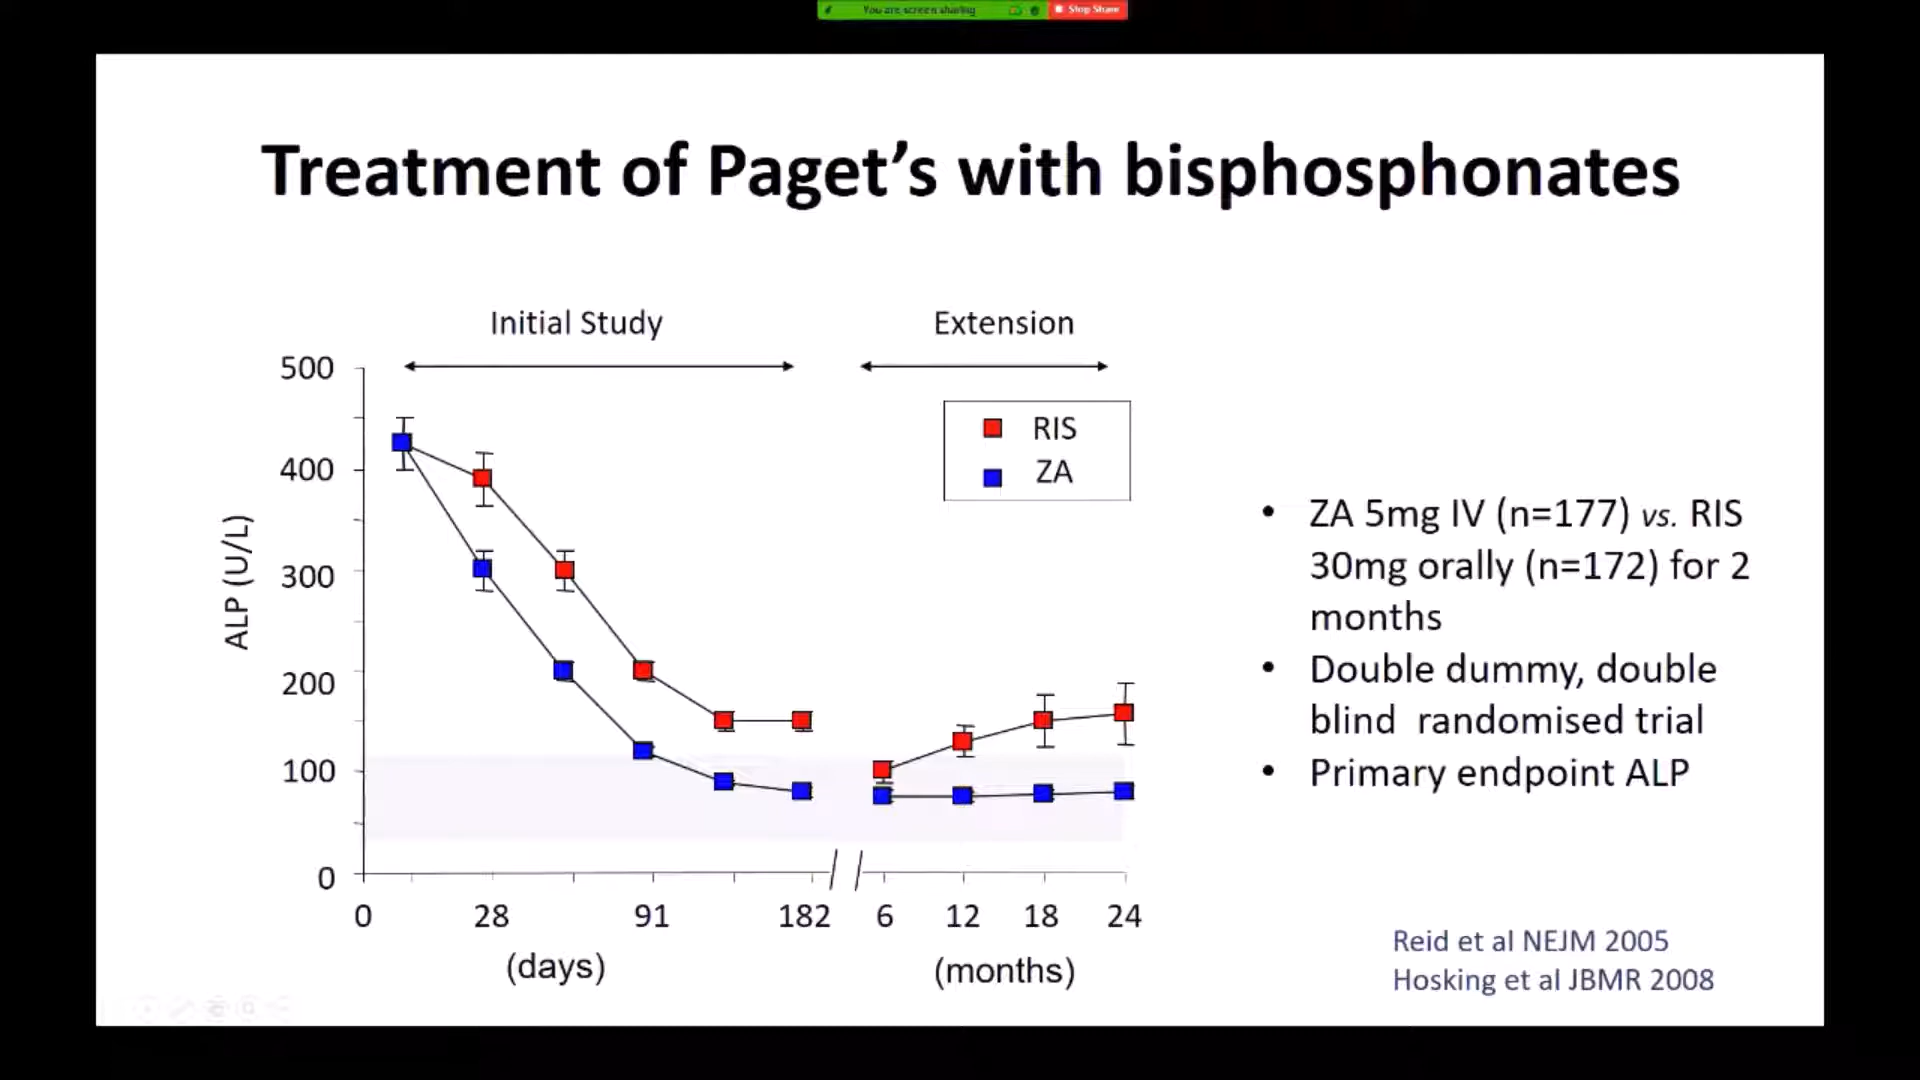 You are screen sharing
Stop Share
Treatment of Paget’s with bisphosphonates
Initial Study
Extension
500
400
300
200
100
0
ALP (U/L)
RIS
ZA
0 28 91 182 6 12 18 24
(days)
(months)
• ZA 5mg IV (n=177) vs. RIS
30mg orally (n=172) for 2
months
• Double dummy, double
blind randomised trial
• Primary endpoint ALP
Reid et al NEJM 2005
Hosking et al JBMR 2008